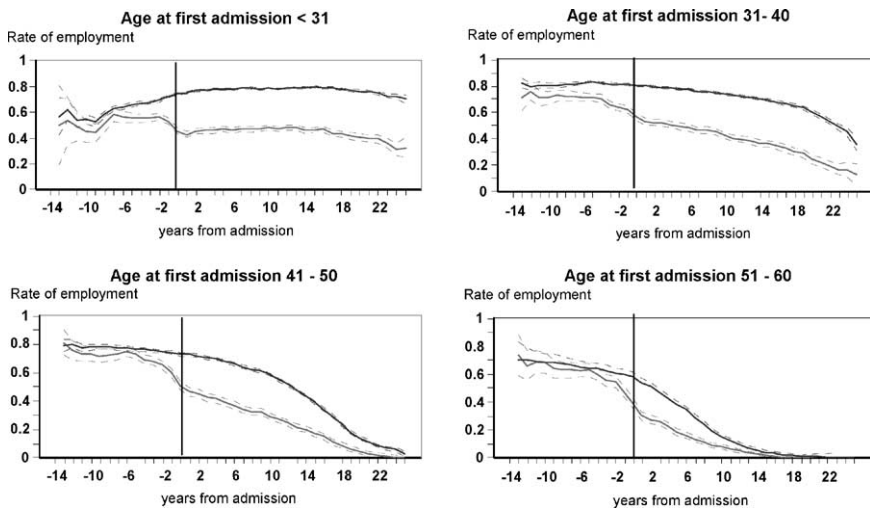 Age at first admission < 31
Rate of employment
1
0.8
0.6
0.4
0.2
0
-14 -10 -6 -2 2 6 10 14 18 22
years from admission
Age at first admission 31- 40
Rate of employment
1
0.8
0.6
0.4
0.2
0
-14 -10 -6 -2 2 6 10 14 18 22
years from admission
Age at first admission 41 - 50
Rate of employment
1
0.8
0.6
0.4
0.2
0
-14 -10 -6 -2 2 6 10 14 18 22
years from admission
Age at first admission 51 - 60
Rate of employment
1
0.8
0.6
0.4
0.2
0
-14 -10 -6 -2 2 6 10 14 18 22
years from admission